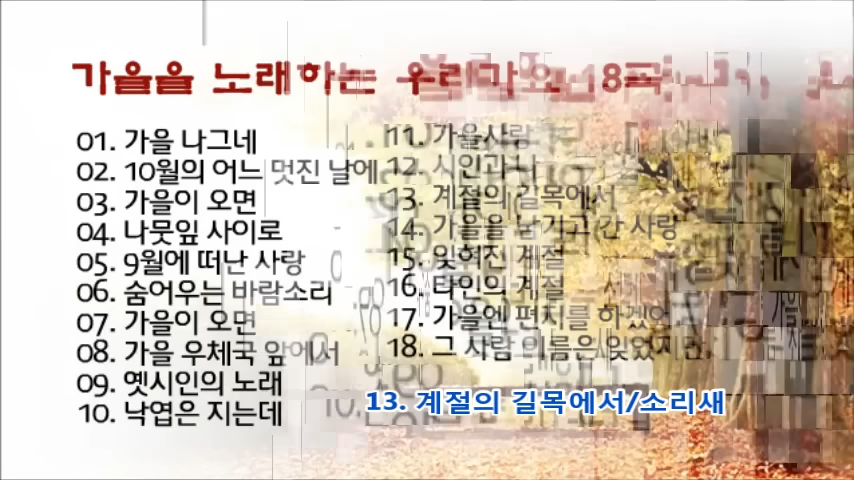 가을을 노래하는 우리가요 18곡
01. 가을 나그네
02. 10월의 어느 멋진 날에
03. 가을이 오면
04. 나뭇잎 사이로
05. 9월에 떠난 사랑
06. 숨어우는 바람소리
07. 가을이 오면
08. 가을 우체국 앞에서
09. 옛시인의 노래
10. 낙엽은 지는데
11. 가을사랑
12. 시인과 나
13. 계절의 길목에서
14. 가을을 남기고 간 사랑
15. 잊혀진 계절
16. 타인의 계절
17. 가을엔 편지를 하겠어요
18. 그 사람 이름은 잊었지만
13. 계절의 길목에서/소리새